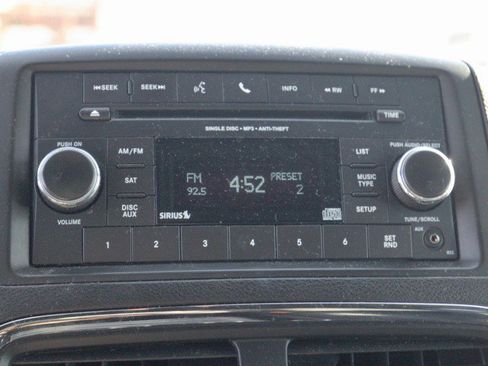 SEEK SEEK INFO RW FF
SINGLE DISC • MP3 • ANTI-THEFT TIME
PUSH ON PUSH AUDIO/SELECT
AM/FM LIST
SAT FM 4:52 PRESET MUSIC TYPE
92.5 2
DISC AUX SETUP
VOLUME SIRIUS TUNE/SCROLL
1 2 3 4 5 6 SET RND AUX